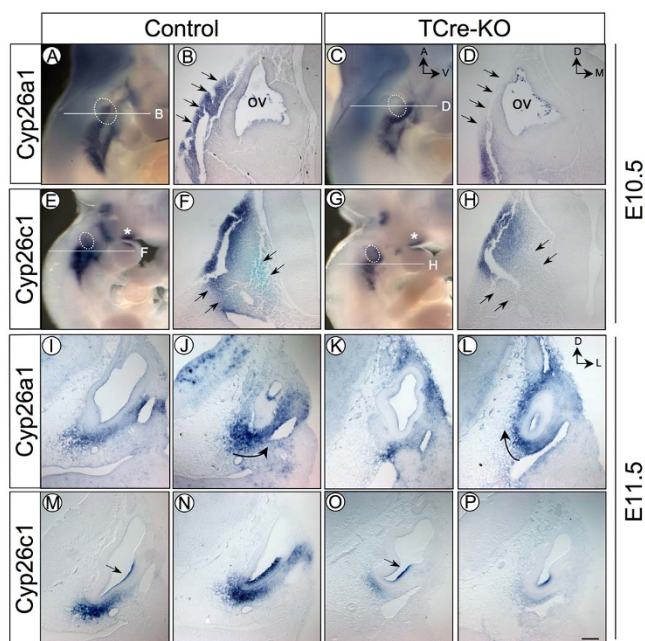 Control TCre-KO
Cyp26a1
A B
B OV
C D A V
D OV D M
E10.5
Cyp26c1
E * F
F
G * H
H
Cyp26a1
I
J
K
L D L
E11.5
Cyp26c1
M
N
O
P